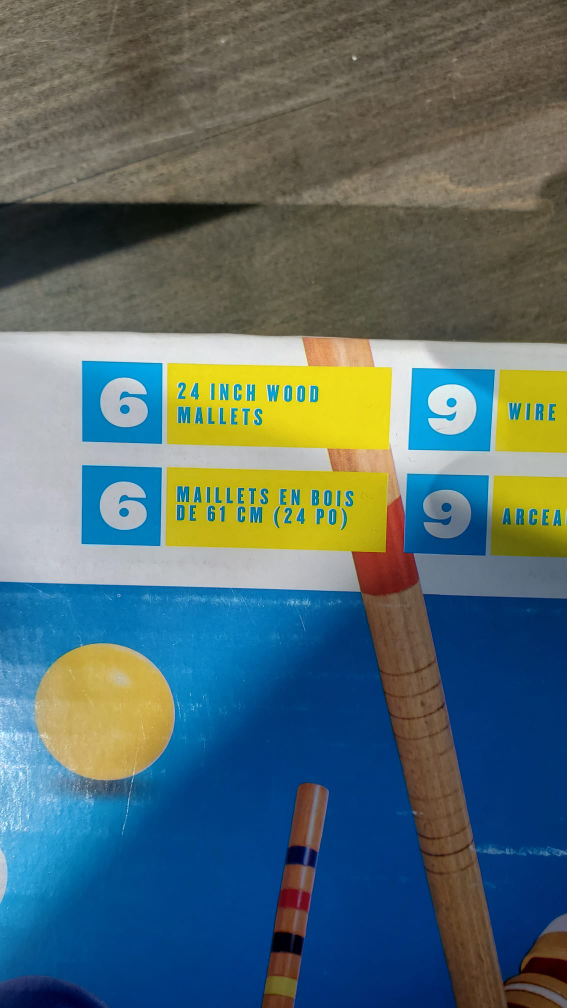 6 24 INCH WOOD
MALLETS
9 WIRE
6 MAILLETS EN BOIS
DE 61 CM (24 PO)
9